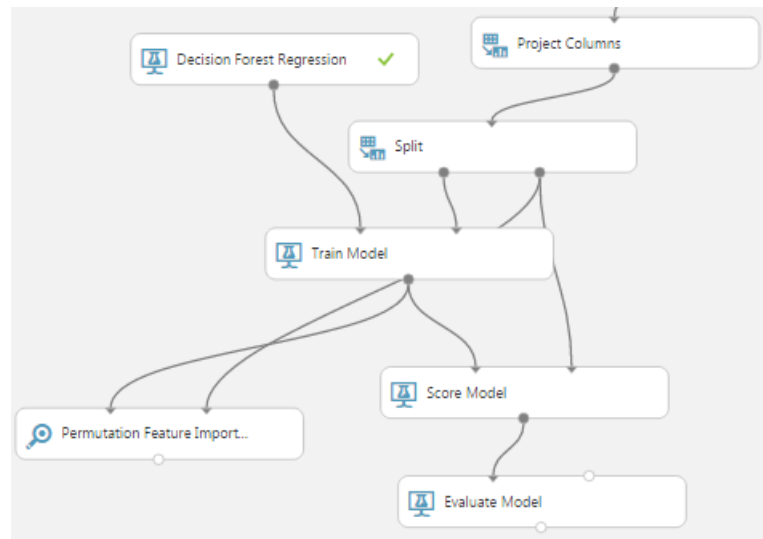 Decision Forest Regression
Project Columns
Split
Train Model
Score Model
Permutation Feature Import...
Evaluate Model